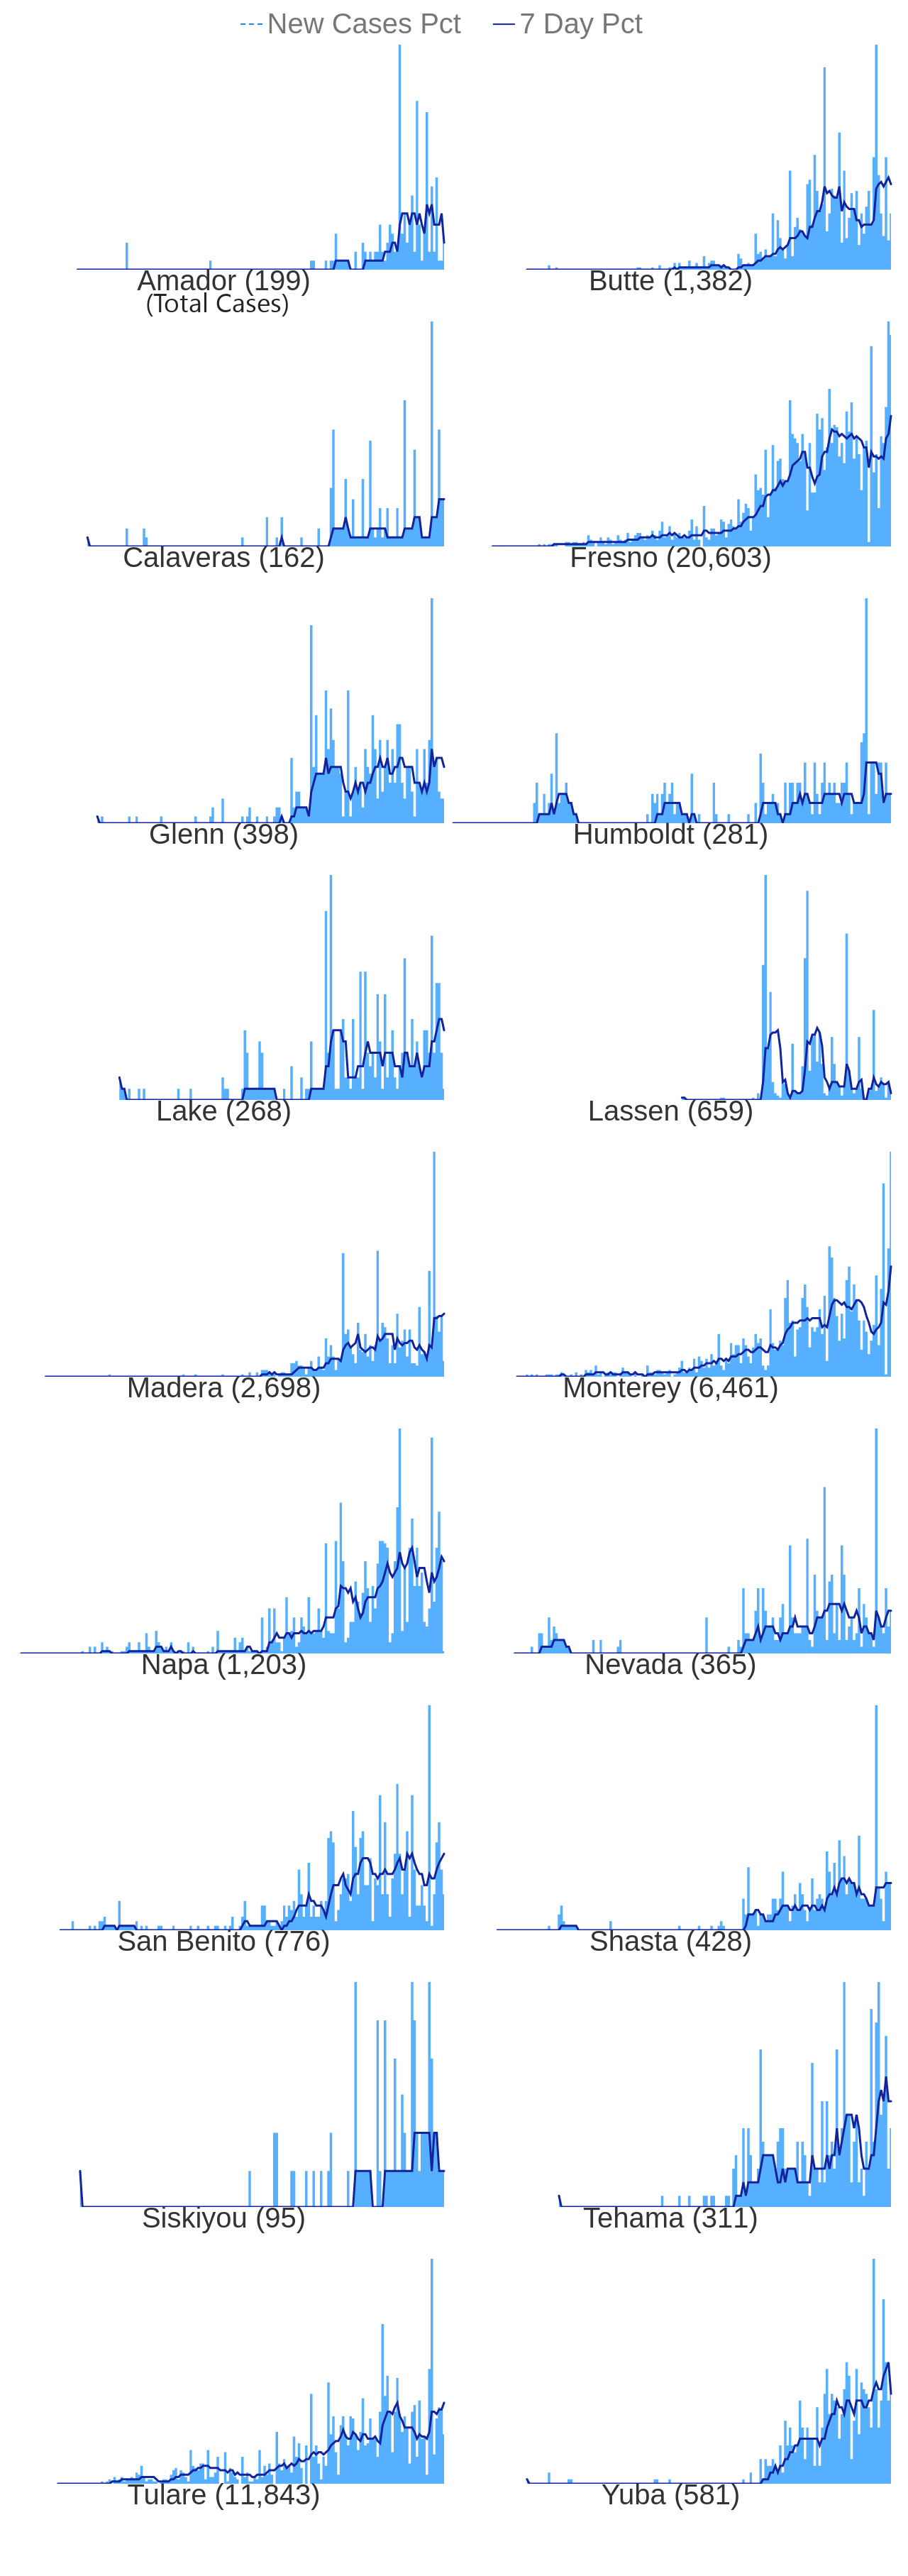 New Cases Pct 7 Day Pct
Amador (199) Butte (1,382)
(Total Cases)
Calaveras (162) Fresno (20,603)
Glenn (398) Humboldt (281)
Lake (268) Lassen (659)
Madera (2,698) Monterey (6,461)
Napa (1,203) Nevada (365)
San Benito (776) Shasta (428)
Siskiyou (95) Tehama (311)
Tulare (11,843) Yuba (581)